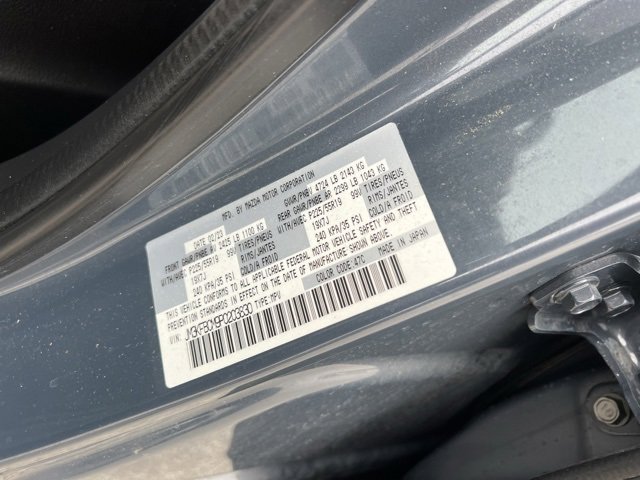 MFD. BY MAZDA MOTOR CORPORATION
DATE: 02/23 GVWR/PNBV 4724 LB 2143 KG
FRONT GAWR/PNBE AV 2425 LB 1100 KG REAR GAWR/PNBE AR 2299 LB 1043 KG
WITH/AVEC P225/55R19 99V TIRES/PNEUS WITH/AVEC P225/55R19 99V TIRES/PNEUS
19X7J RIMS/JANTES 19X7J RIMS/JANTES
240 KPA/35 PSI COLD/A FROID 240 KPA/35 PSI COLD/A FROID
THIS VEHICLE CONFORMS TO ALL APPLICABLE FEDERAL MOTOR VEHICLE SAFETY, BUMPER, AND THEFT
PREVENTION STANDARDS IN EFFECT ON THE DATE OF MANUFACTURE SHOWN ABOVE.
JM3KFBCM9P0203630 TYPE:MPV COLOR CODE:47C MADE IN JAPAN